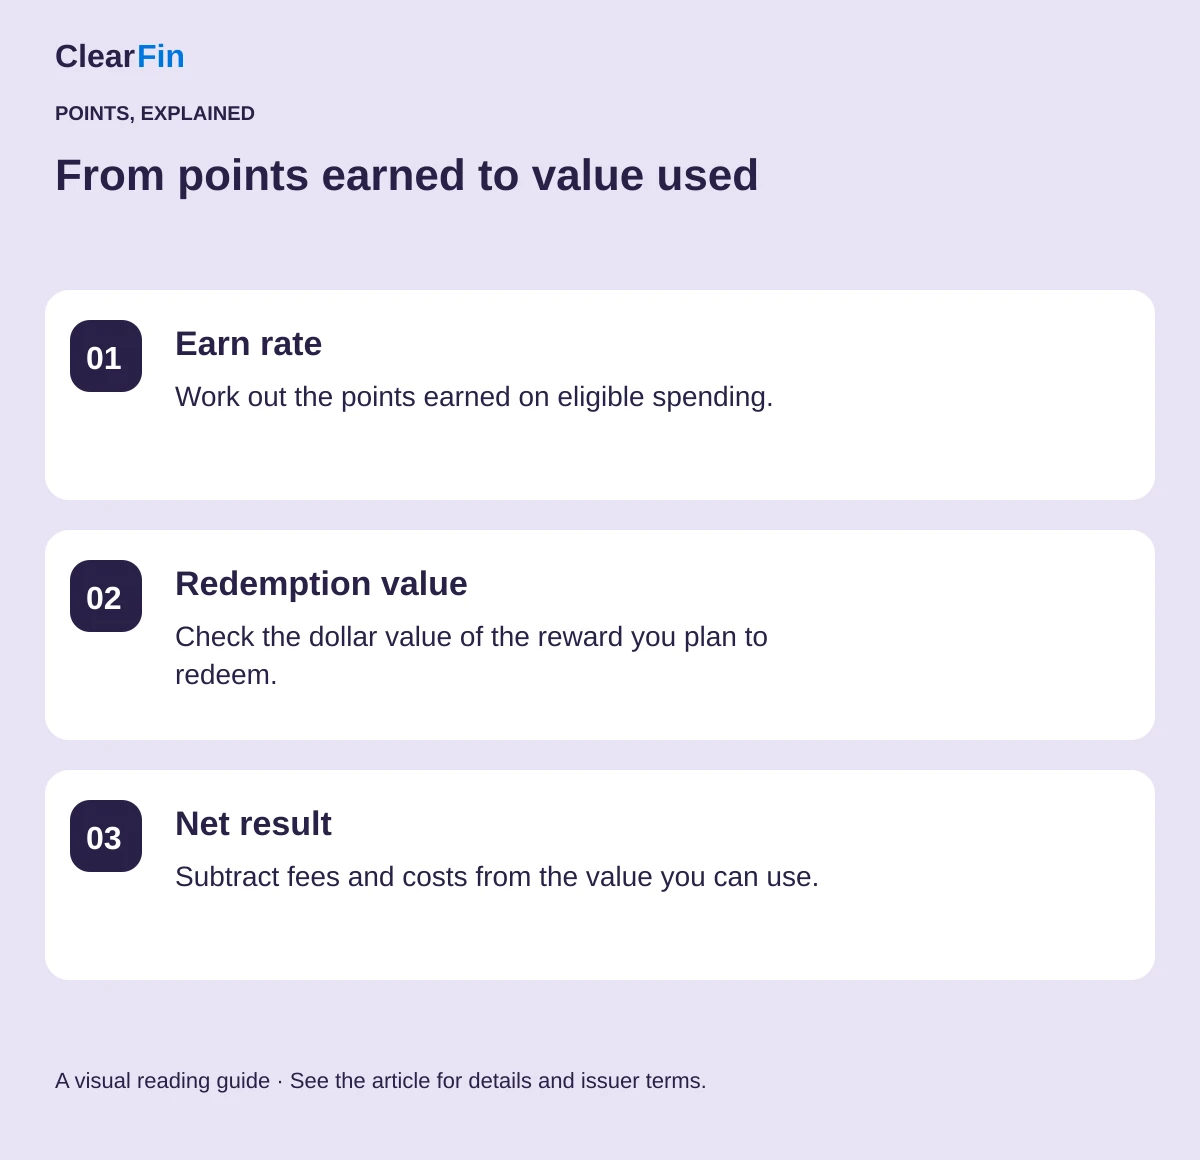 ClearFin
POINTS, EXPLAINED
From points earned to value used
01
Earn rate
Work out the points earned on eligible spending.
02
Redemption value
Check the dollar value of the reward you plan to
redeem.
03
Net result
Subtract fees and costs from the value you can use.
A visual reading guide · See the article for details and issuer terms.